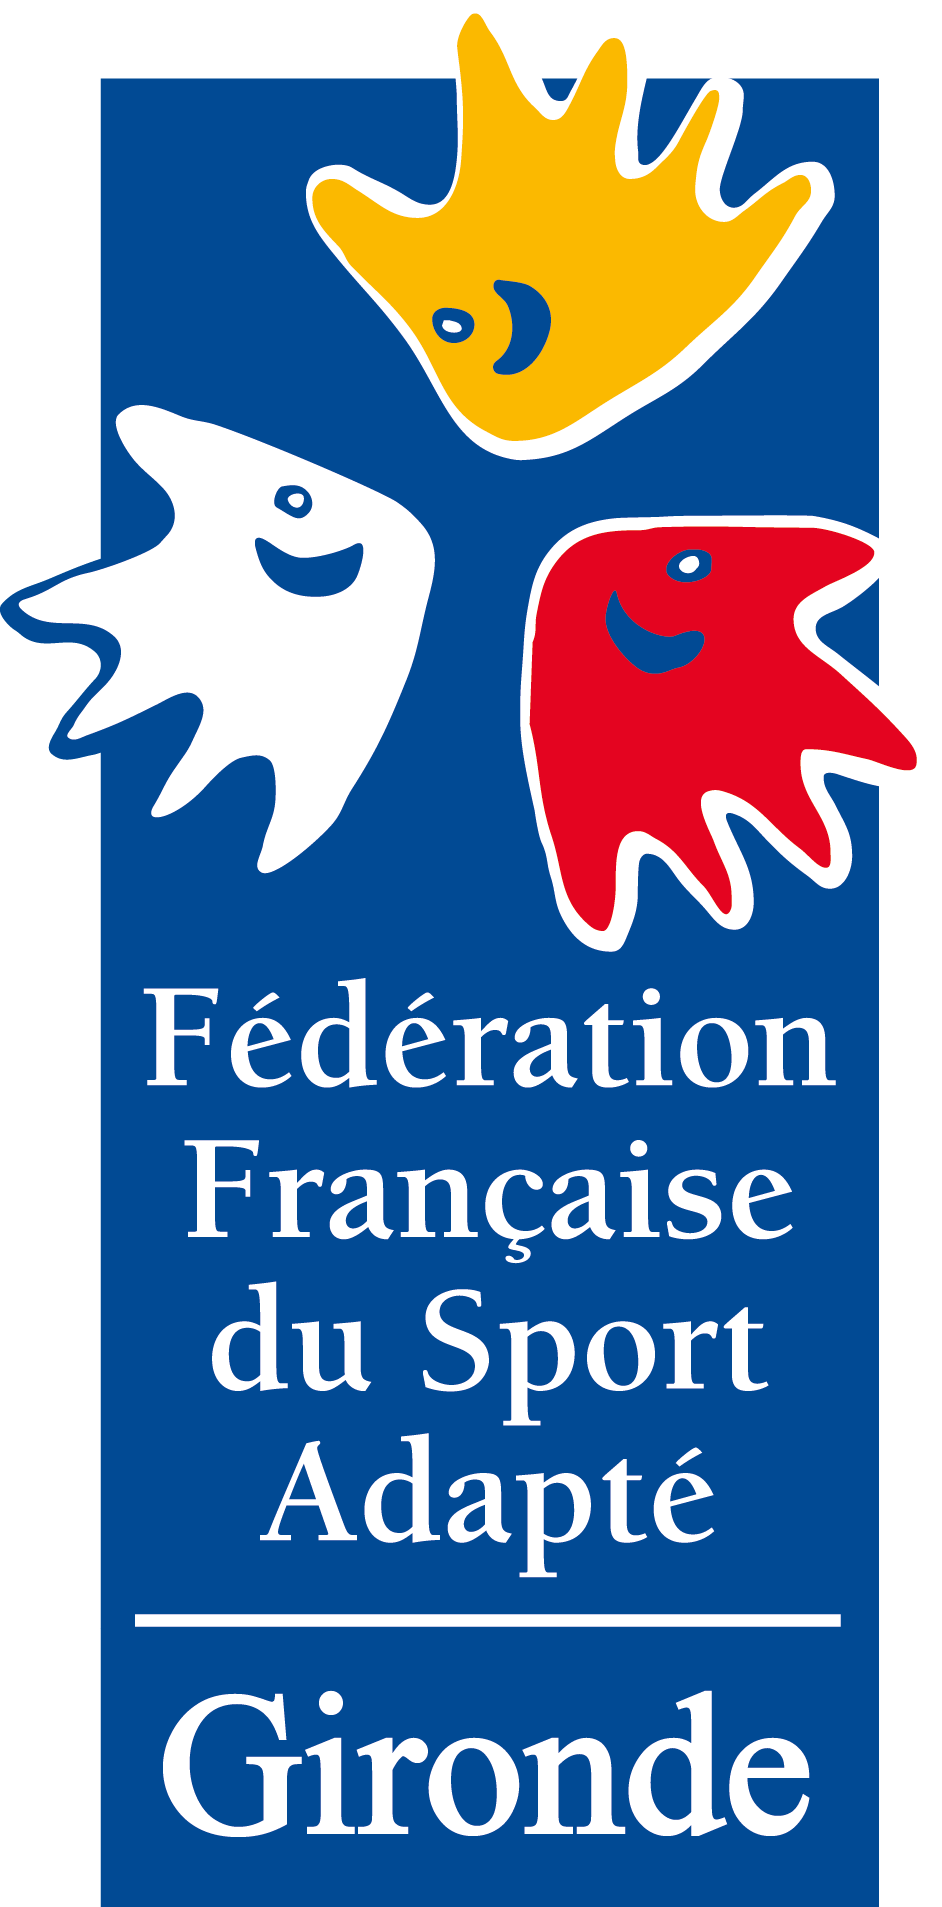 Fédération
Française
du Sport
Adapté
Gironde